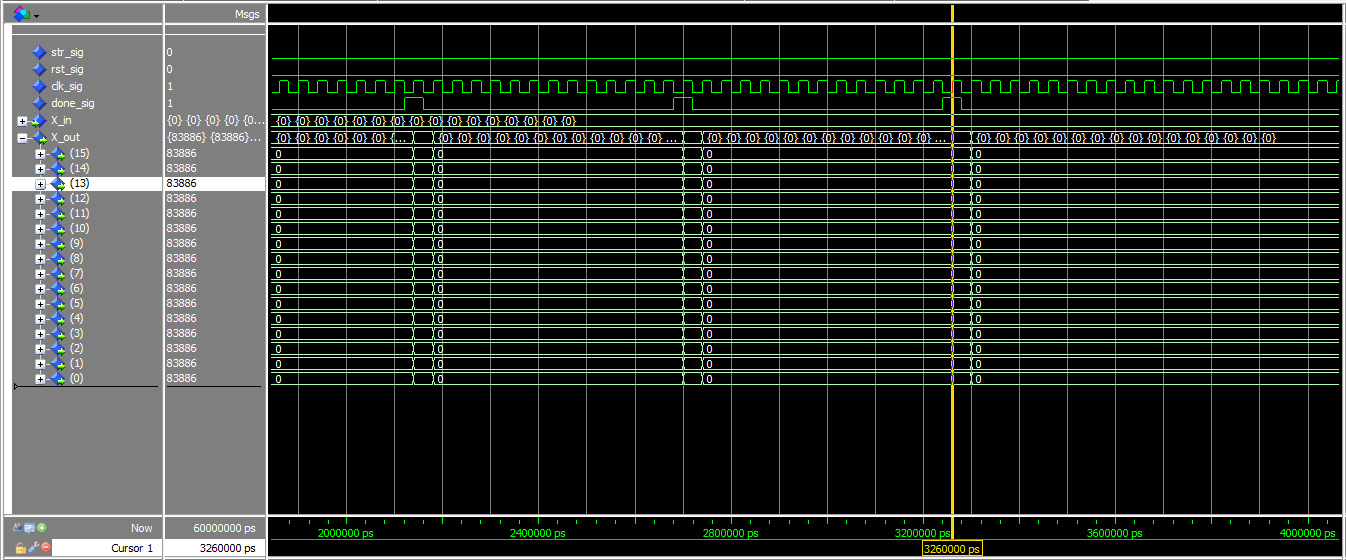 Msgs
str_sig 0
rst_sig 0
clk_sig 1
done_sig 1
X_in {0} {0} {0} {0} {0... {0} {0} {0} {0} {0} {0} {0} {0} {0} {0} {0} {0} {0} {0} {0} {0}
X_out {83886} {83886}... {0} {0} {0} {0} {0} {0} {... {0} {0} {0} {0} {0} {0} {0} {0} {0} {0} {0} {0} ... {0} {0} {0} {0} {0} {0} {0} {0} {0} {0} {0} {0} ... {0} {0} {0} {0} {0} {0} {0} {0} {0} {0} {0} {0} {0} {0} {0} {0}
(15) 83886 0 0 0 0
(14) 83886 0 0 0 0
(13) 83886 0 0 0 0
(12) 83886 0 0 0 0
(11) 83886 0 0 0 0
(10) 83886 0 0 0 0
(9) 83886 0 0 0 0
(8) 83886 0 0 0 0
(7) 83886 0 0 0 0
(6) 83886 0 0 0 0
(5) 83886 0 0 0 0
(4) 83886 0 0 0 0
(3) 83886 0 0 0 0
(2) 83886 0 0 0 0
(1) 83886 0 0 0 0
(0) 83886 0 0 0 0
Now 60000000 ps 2000000 ps 2400000 ps 2800000 ps 3200000 ps 3600000 ps 4000000 ps
Cursor 1 3260000 ps 3260000 ps